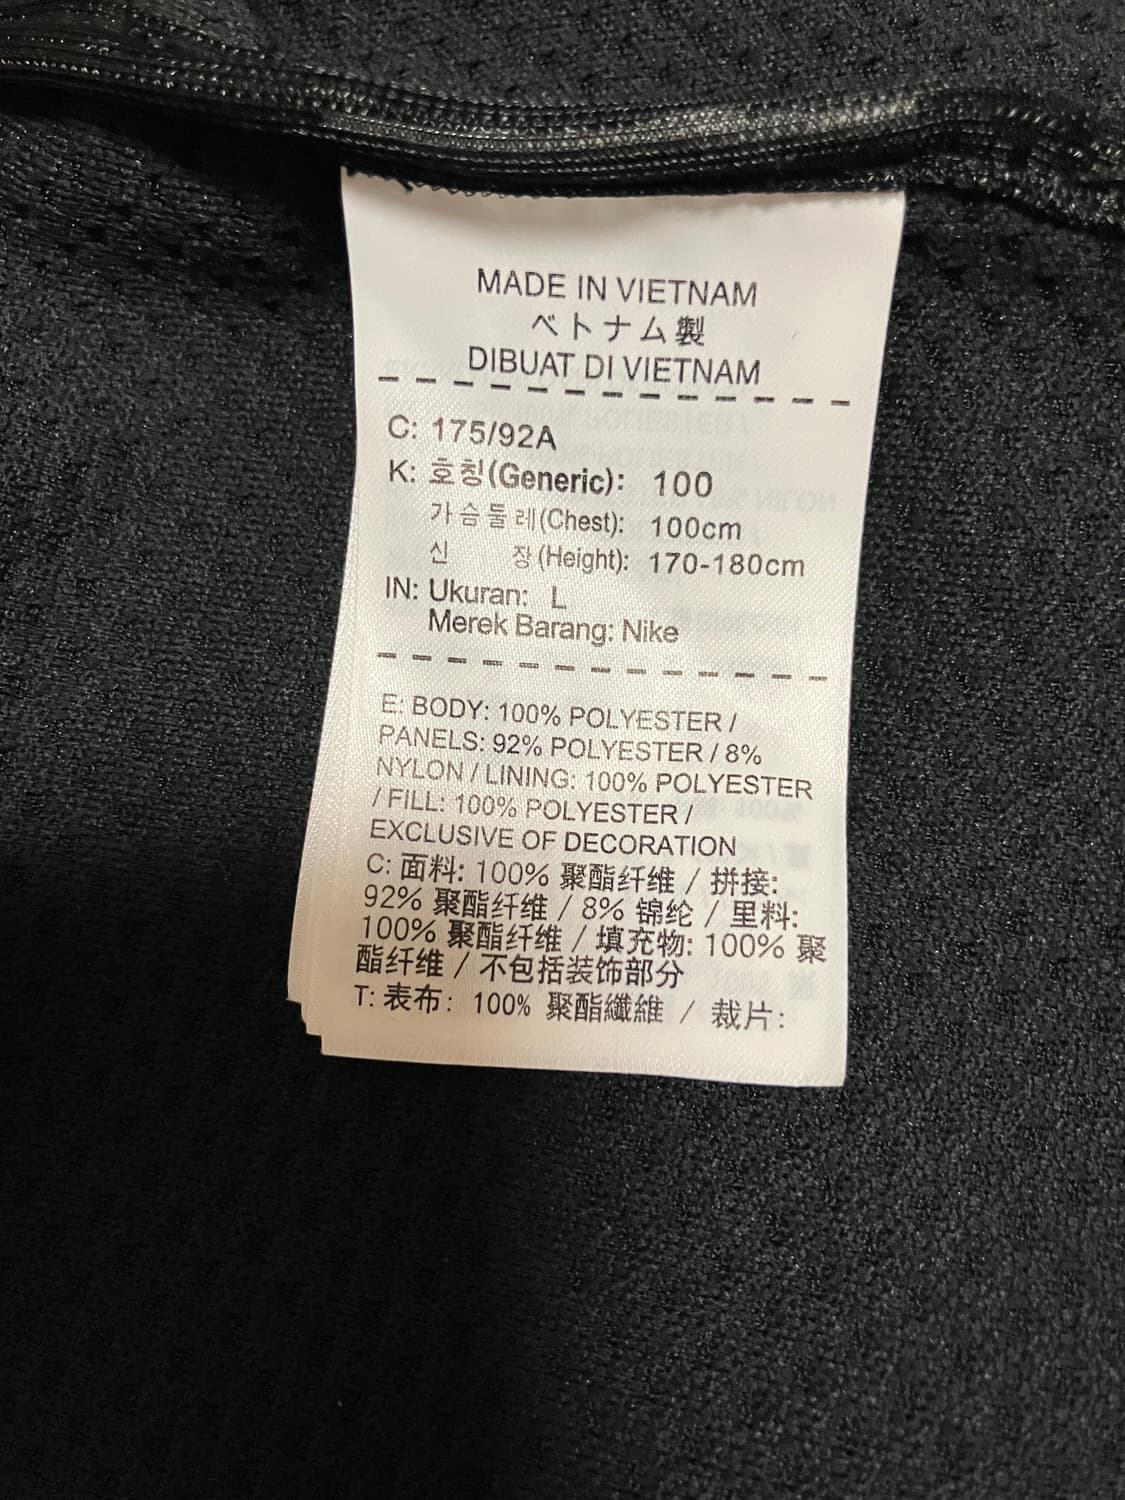 MADE IN VIETNAM
ベトナム製
DIBUAT DI VIETNAM
C: 175/92A
K: 호칭(Generic): 100
가슴둘레(Chest): 100cm
신 장(Height): 170-180cm
IN: Ukuran: L
Merek Barang: Nike
E: BODY: 100% POLYESTER /
PANELS: 92% POLYESTER / 8%
NYLON / LINING: 100% POLYESTER
/ FILL: 100% POLYESTER /
EXCLUSIVE OF DECORATION
C: 面料: 100% 聚酯纤维 / 拼接:
92% 聚酯纤维 / 8% 锦纶 / 里料:
100% 聚酯纤维 / 填充物: 100% 聚
酯纤维 / 不包括装饰部分
T: 表布: 100% 聚酯纖維 / 裁片: